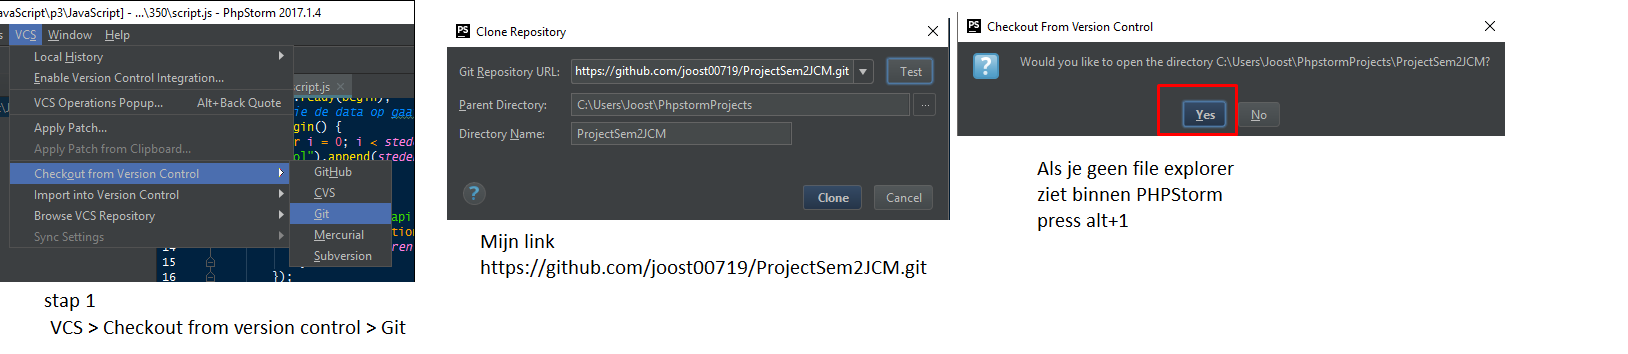 avaScript\p3\JavaScript] - ...\350\script.js - PhpStorm 2017.1.4
s VCS Window Help
Local History
Enable Version Control Integration...
VCS Operations Popup... Alt+Back Quote
Apply Patch...
Apply Patch from Clipboard...
Checkout from Version Control
Import into Version Control
Browse VCS Repository
Sync Settings
GitHub
CVS
Git
Mercurial
Subversion
script.js
.ready(begin);
ie de data op gaa
gin() {
r i = 0; i < stede
ol").append(stede
api
tion
ren
14
15
16 });
stap 1
VCS > Checkout from version control > Git
Clone Repository
Git Repository URL: https://github.com/joost00719/ProjectSem2JCM.git Test
Parent Directory: C:\Users\Joost\PhpstormProjects ...
Directory Name: ProjectSem2JCM
? Clone Cancel
Mijn link
https://github.com/joost00719/ProjectSem2JCM.git
Checkout From Version Control
Would you like to open the directory C:\Users\Joost\PhpstormProjects\ProjectSem2JCM?
Yes No
Als je geen file explorer
ziet binnen PHPStorm
press alt+1